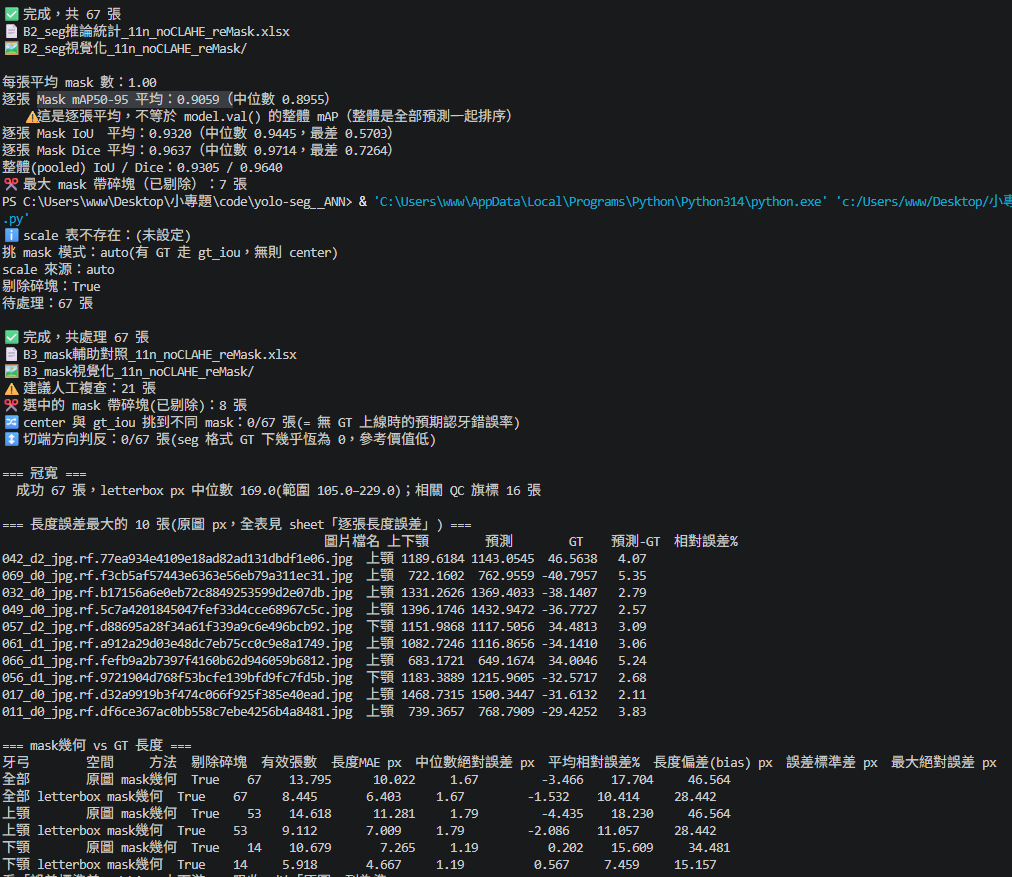 ✅ 完成，共 67 張
📄 B2_seg推論統計_11n_noCLAHE_reMask.xlsx
🖼️ B2_seg視覺化_11n_noCLAHE_reMask/
每張平均 mask 數：1.00
逐張 Mask mAP50-95 平均：0.9059（中位數 0.8955）
⚠️這是逐張平均，不等於 model.val() 的整體 mAP（整體是全部預測一起排序）
逐張 Mask IoU  平均：0.9320（中位數 0.9445，最差 0.5703）
逐張 Mask Dice 平均：0.9637（中位數 0.9714，最差 0.7264）
整體(pooled) IoU / Dice：0.9305 / 0.9640
✂️ 最大 mask 帶碎塊（已剔除）：7 張
PS C:\Users\www\Desktop\小專題\code\yolo-seg__ANN> & 'C:\Users\www\AppData\Local\Programs\Python\Python314\python.exe' 'c:/Users/www/Desktop/小專
.py'
ℹ️ scale 表不存在：(未設定)
挑 mask 模式：auto(有 GT 走 gt_iou，無則 center)
scale 來源：auto
剔除碎塊：True
待處理：67 張
✅ 完成，共處理 67 張
📄 B3_mask輔助對照_11n_noCLAHE_reMask.xlsx
🖼️ B3_mask視覺化_11n_noCLAHE_reMask/
⚠️ 建議人工複查：21 張
✂️ 選中的 mask 帶碎塊(已剔除)：8 張
🔀 center 與 gt_iou 挑到不同 mask：0/67 張(= 無 GT 上線時的預期認牙錯誤率)
↕️ 切端方向判反：0/67 張(seg 格式 GT 下幾乎恆為 0，參考價值低)
=== 冠寬 ===
成功 67 張，letterbox px 中位數 169.0(範圍 105.0-229.0)；相關 QC 旗標 16 張
=== 長度誤差最大的 10 張(原圖 px，全表見 sheet「逐張長度誤差」) ===
圖片檔名 上下顎 預測 GT 預測-GT 相對誤差%
042_d2_jpg.rf.77ea934e4109e18ad82ad131dbdf1e06.jpg 上顎 1189.6184 1143.0545 46.5638 4.07
069_d0_jpg.rf.f3cb5af57443e6363e56eb79a311ec31.jpg 上顎 722.1602 762.9559 -40.7957 5.35
032_d0_jpg.rf.b17156a6e0eb72c8849253599d2e07db.jpg 上顎 1331.2626 1369.4033 -38.1407 2.79
049_d0_jpg.rf.5c7a4201845047fef33d4cce68967c5c.jpg 上顎 1396.1746 1432.9472 -36.7727 2.57
057_d2_jpg.rf.d88695a28f34a61f339a9c6e496bcb92.jpg 下顎 1151.9868 1117.5056 34.4813 3.09
061_d1_jpg.rf.a912a29d03e48dc7eb75cc0c9e8a1749.jpg 上顎 1082.7246 1116.8656 -34.1410 3.06
066_d1_jpg.rf.fefb9a2b7397f4160b62d946059b6812.jpg 上顎 683.1721 649.1674 34.0046 5.24
056_d1_jpg.rf.9721904d768f53bcfe139bfd9fc7fd5b.jpg 下顎 1183.3889 1215.9605 -32.5717 2.68
017_d0_jpg.rf.d32a9919b3f474c066f925f385e40ead.jpg 上顎 1468.7315 1500.3447 -31.6132 2.11
011_d0_jpg.rf.df6ce367ac0bb558c7ebe4256b4a8481.jpg 上顎 739.3657 768.7909 -29.4252 3.83
=== mask幾何 vs GT 長度 ===
牙弓 空間 方法 剔除碎塊 有效張數 長度MAE px 中位數絕對誤差 px 平均相對誤差% 長度偏差(bias) px 誤差標準差 px 最大絕對誤差 px
全部 原圖 mask幾何 True 67 13.795 10.022 1.67 -3.466 17.704 46.564
全部 letterbox mask幾何 True 67 8.445 6.403 1.67 -1.532 10.414 28.442
上顎 原圖 mask幾何 True 53 14.618 11.281 1.79 -4.435 18.230 46.564
上顎 letterbox mask幾何 True 53 9.112 7.009 1.79 -2.086 11.057 28.442
下顎 原圖 mask幾何 True 14 10.679 7.265 1.19 0.202 15.609 34.481
下顎 letterbox mask幾何 True 14 5.918 4.667 1.19 0.567 7.459 15.157